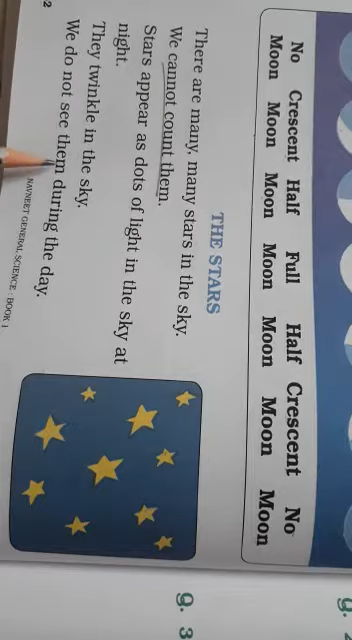 No Crescent Half Full Half Crescent No
Moon Moon Moon Moon Moon Moon Moon
THE STARS
There are many, many stars in the sky.
We cannot count them.
Stars appear as dots of light in the sky at
night.
They twinkle in the sky.
We do not see them during the day.
2
NAVNEET GENERAL SCIENCE : BOOK 1
g.
g. 3